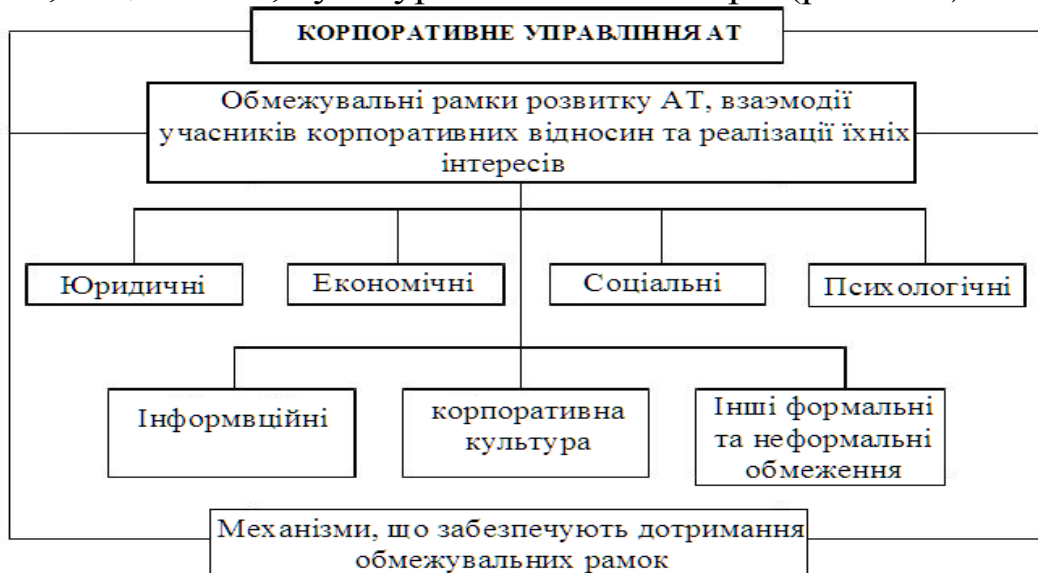 КОРПОРАТИВНЕ УПРАВЛІННЯ АТ
Обмежувальні рамки розвитку АТ, взаэмодії
учасників корпоративних відносин та реалізації їхніх
інтересів
Юридичні
Економічні
Соціальні
Психологічні
Інформвційні
корпоративна
культура
Інші формальні
та неформальні
обмеження
Механізми, що забезпечують дотримання
обмежувальних рамок